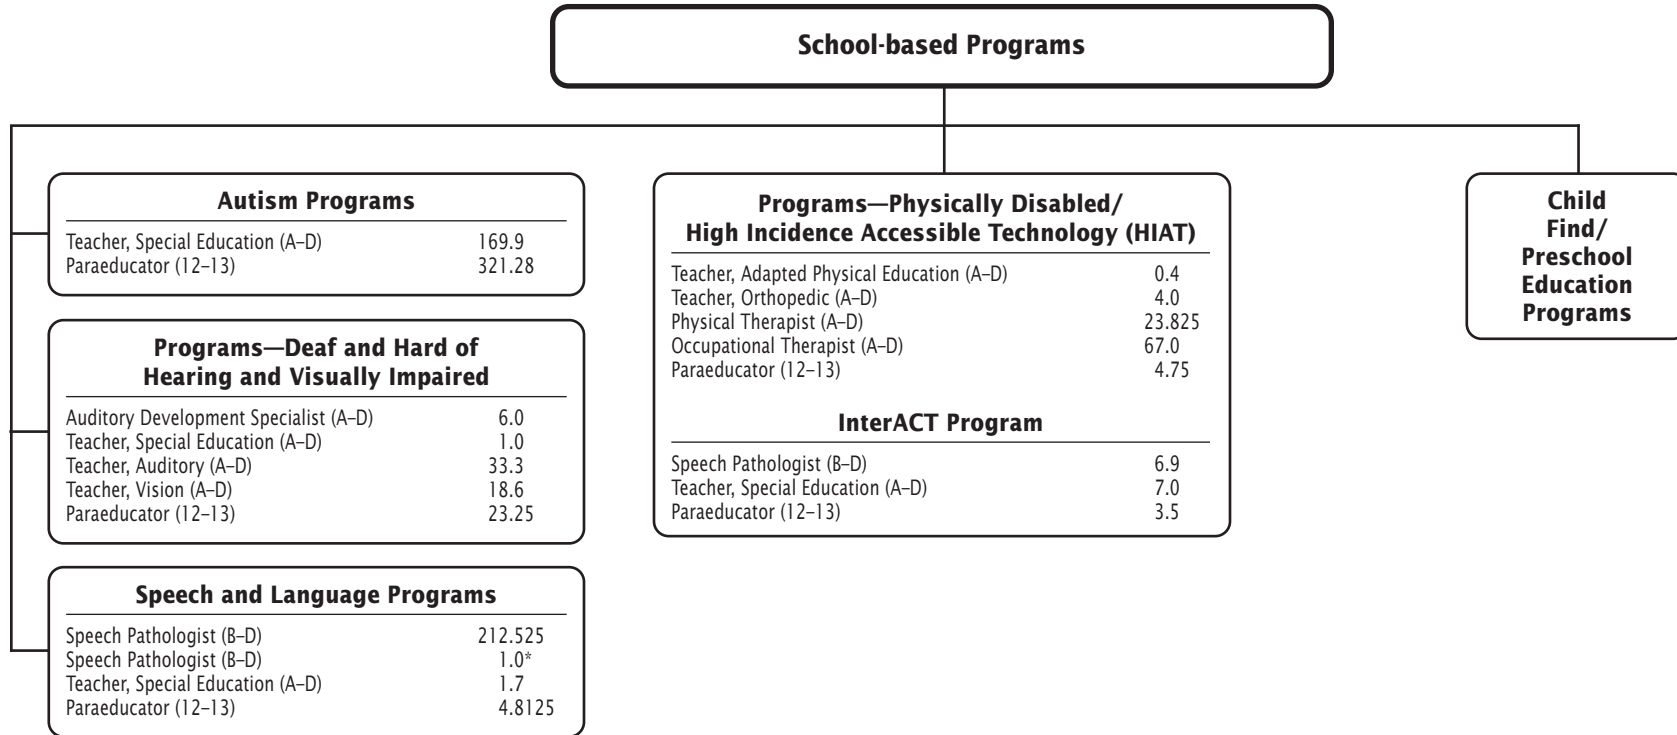 School-based Programs
Autism Programs
Teacher, Special Education (A–D) 169.9
Paraeducator (12–13) 321.28
Programs—Deaf and Hard of
Hearing and Visually Impaired
Auditory Development Specialist (A–D) 6.0
Teacher, Special Education (A–D) 1.0
Teacher, Auditory (A–D) 33.3
Teacher, Vision (A–D) 18.6
Paraeducator (12–13) 23.25
Speech and Language Programs
Speech Pathologist (B–D) 212.525
Speech Pathologist (B–D) 1.0*
Teacher, Special Education (A–D) 1.7
Paraeducator (12–13) 4.8125
Programs—Physically Disabled/
High Incidence Accessible Technology (HIAT)
Teacher, Adapted Physical Education (A–D) 0.4
Teacher, Orthopedic (A–D) 4.0
Physical Therapist (A–D) 23.825
Occupational Therapist (A–D) 67.0
Paraeducator (12–13) 4.75
InterACT Program
Speech Pathologist (B–D) 6.9
Teacher, Special Education (A–D) 7.0
Paraeducator (12–13) 3.5
Child
Find/
Preschool
Education
Programs